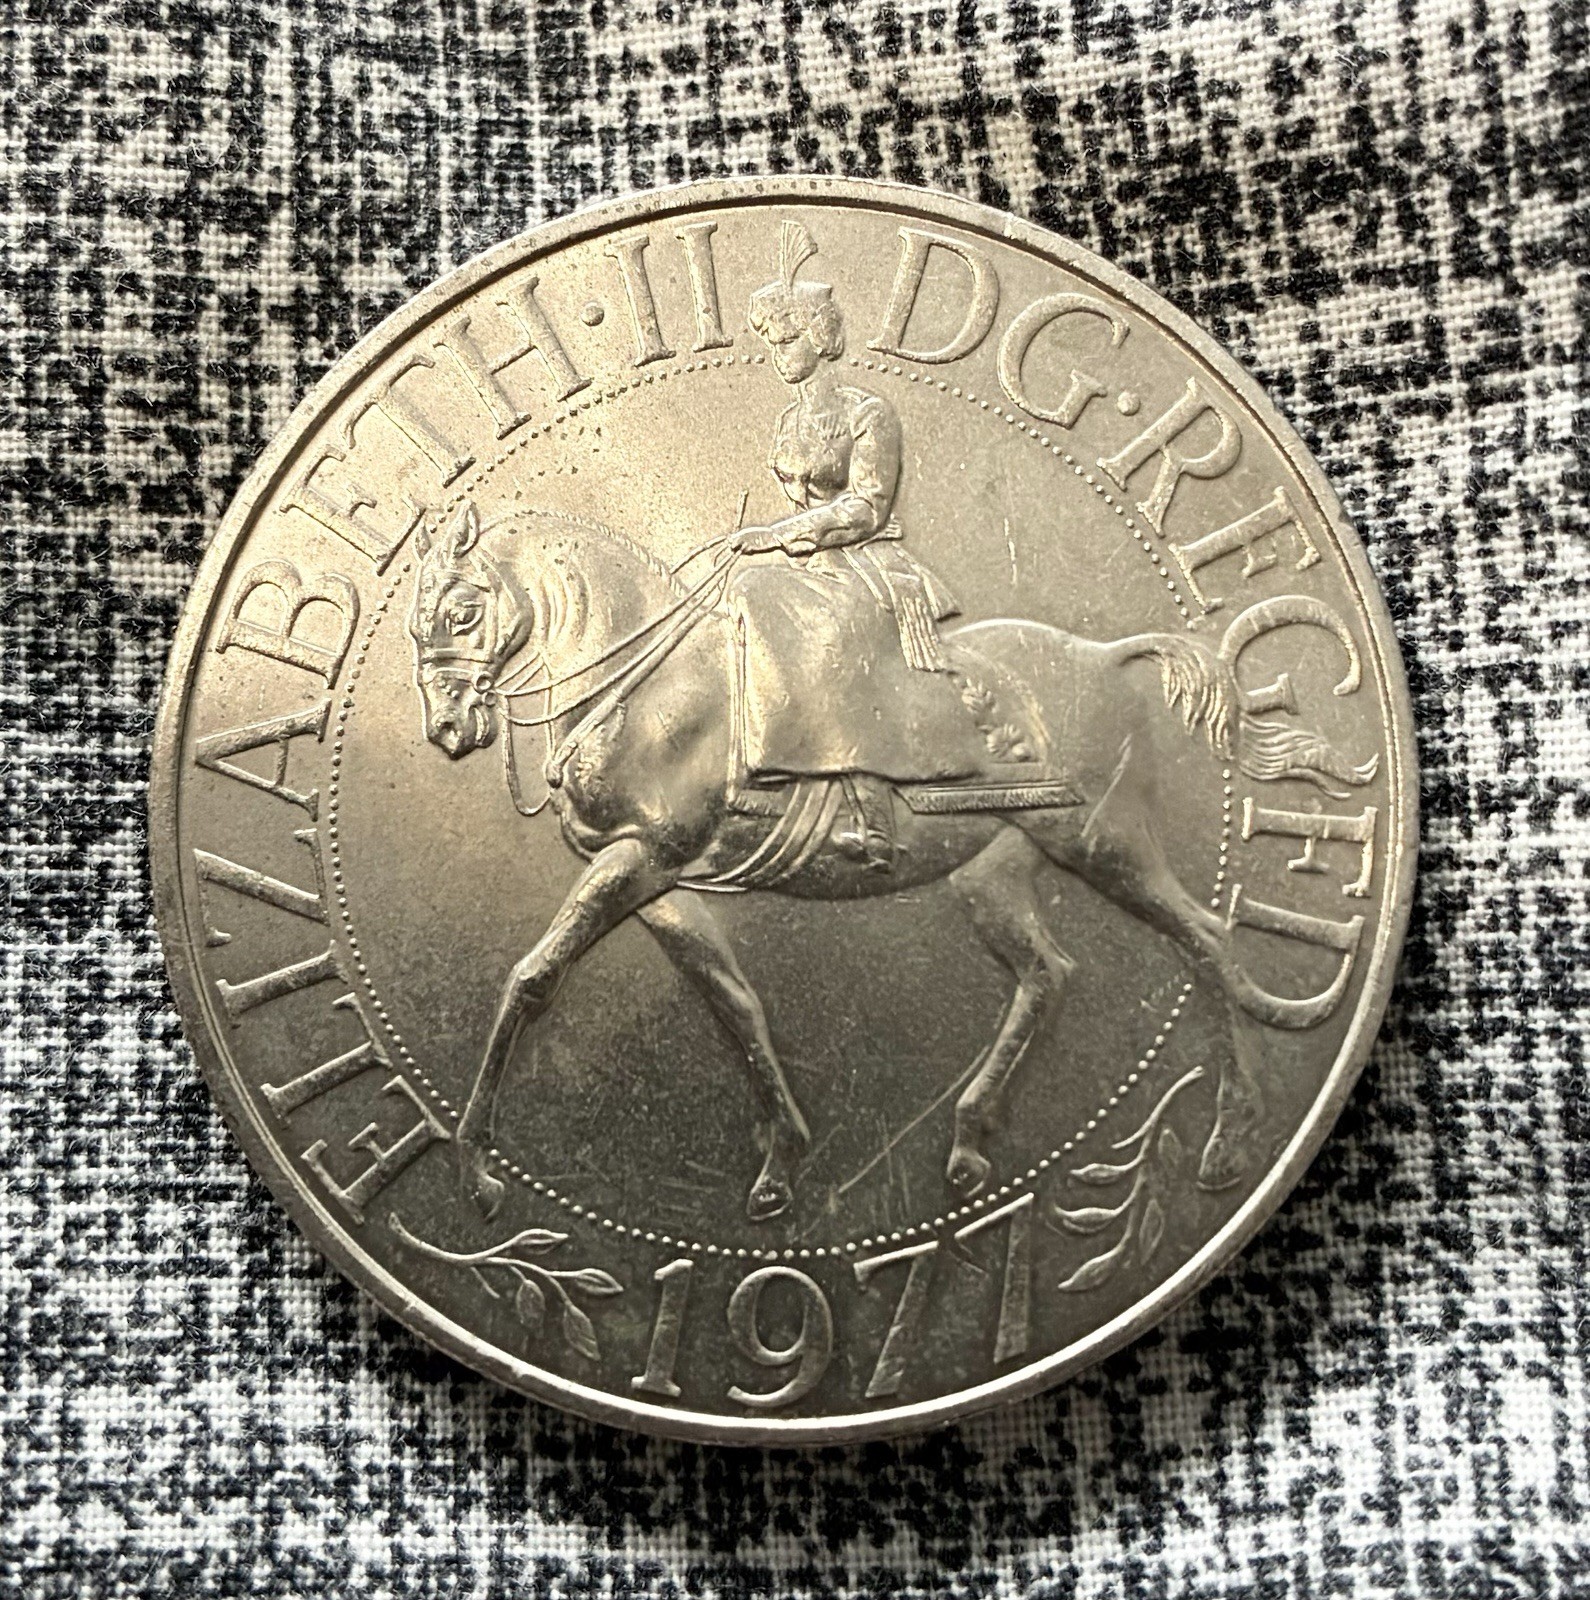 ELIZABETH·II DG·REG FD
1977